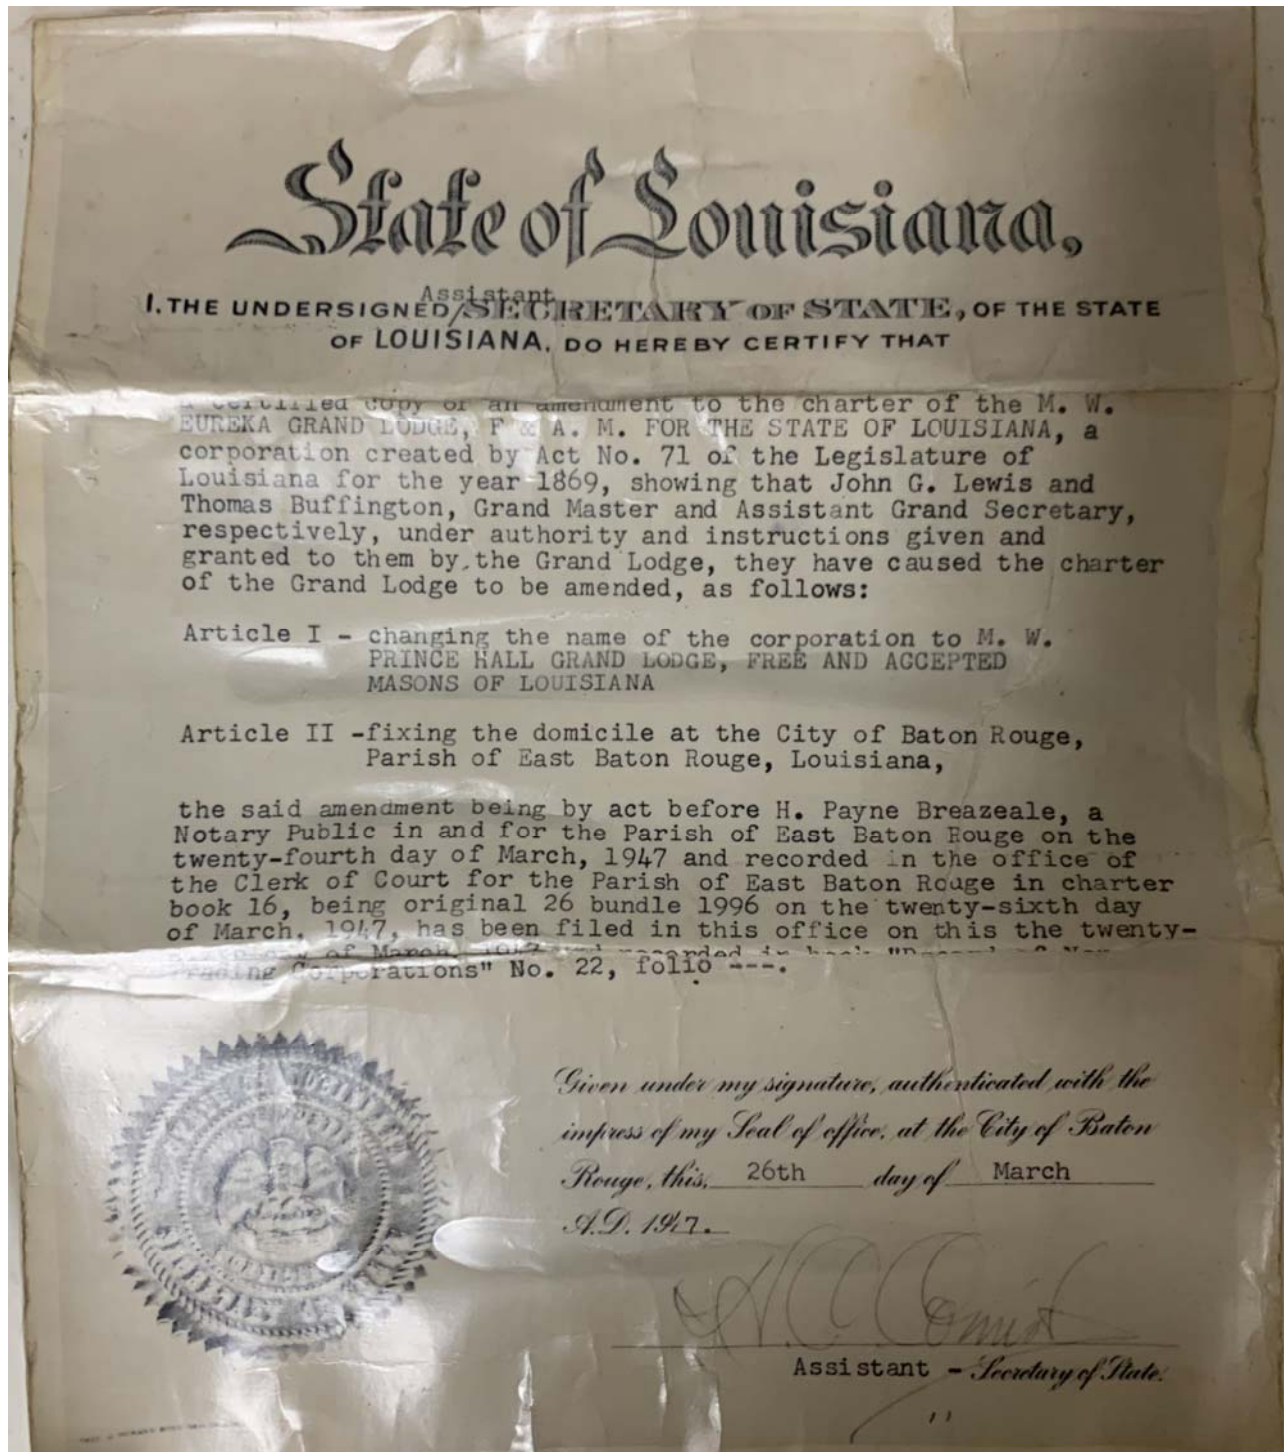 State of Louisiana,
Assistant
I, THE UNDERSIGNED/SECRETARY OF STATE, OF THE STATE
OF LOUISIANA, DO HEREBY CERTIFY THAT
a certified copy of an amendment to the charter of the M. W.
EUREKA GRAND LODGE, F & A. M. FOR THE STATE OF LOUISIANA, a
corporation created by Act No. 71 of the Legislature of
Louisiana for the year 1869, showing that John G. Lewis and
Thomas Buffington, Grand Master and Assistant Grand Secretary,
respectively, under authority and instructions given and
granted to them by the Grand Lodge, they have caused the charter
of the Grand Lodge to be amended, as follows:
Article I - changing the name of the corporation to M. W.
PRINCE HALL GRAND LODGE, FREE AND ACCEPTED
MASONS OF LOUISIANA
Article II -fixing the domicile at the City of Baton Rouge,
Parish of East Baton Rouge, Louisiana,
the said amendment being by act before H. Payne Breazeale, a
Notary Public in and for the Parish of East Baton Rouge on the
twenty-fourth day of March, 1947 and recorded in the office of
the Clerk of Court for the Parish of East Baton Rouge in charter
book 16, being original 26 bundle 1996 on the twenty-sixth day
of March, 1947, has been filed in this office on this the twenty-
of March, 1947 and recorded in book
Trading Corporations" No. 22, folio ---.
Given under my signature, authenticated with the
impress of my Seal of office, at the City of Baton
Rouge, this, 26th day of March
A.D. 1947.
Assistant - Secretary of State.